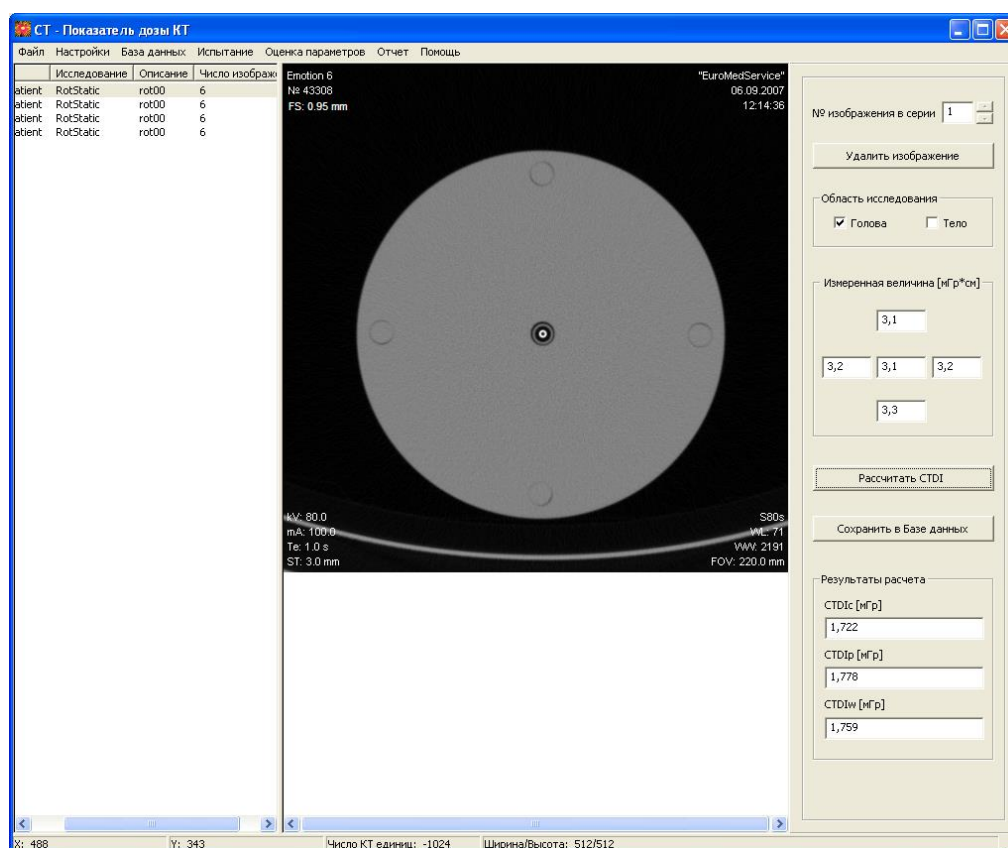 CT - Показатель дозы КТ
Файл Настройки База данных Испытание Оценка параметров Отчет Помощь
Исследование Описание Число изображ
atient RotStatic rot00 6
atient RotStatic rot00 6
atient RotStatic rot00 6
atient RotStatic rot00 6
Emotion 6 "EuroMedService"
№ 43308 06.09.2007
FS: 0.95 mm 12:14:36
kV: 80.0 S80s
mA: 100.0 WL: 71
Te: 1.0 s WW: 2191
ST: 3.0 mm FOV: 220.0 mm
№ изображения в серии 1
Удалить изображение
Область исследования
Голова Тело
Измеренная величина [мГр*см]
3,1
3,2 3,1 3,2
3,3
Рассчитать CTDI
Сохранить в Базе данных
Результаты расчета
CTDIc [мГр]
1,722
CTDIp [мГр]
1,778
CTDIw [мГр]
1,759
X: 488 Y: 343 Число КТ единиц: -1024 Ширина/Высота: 512/512